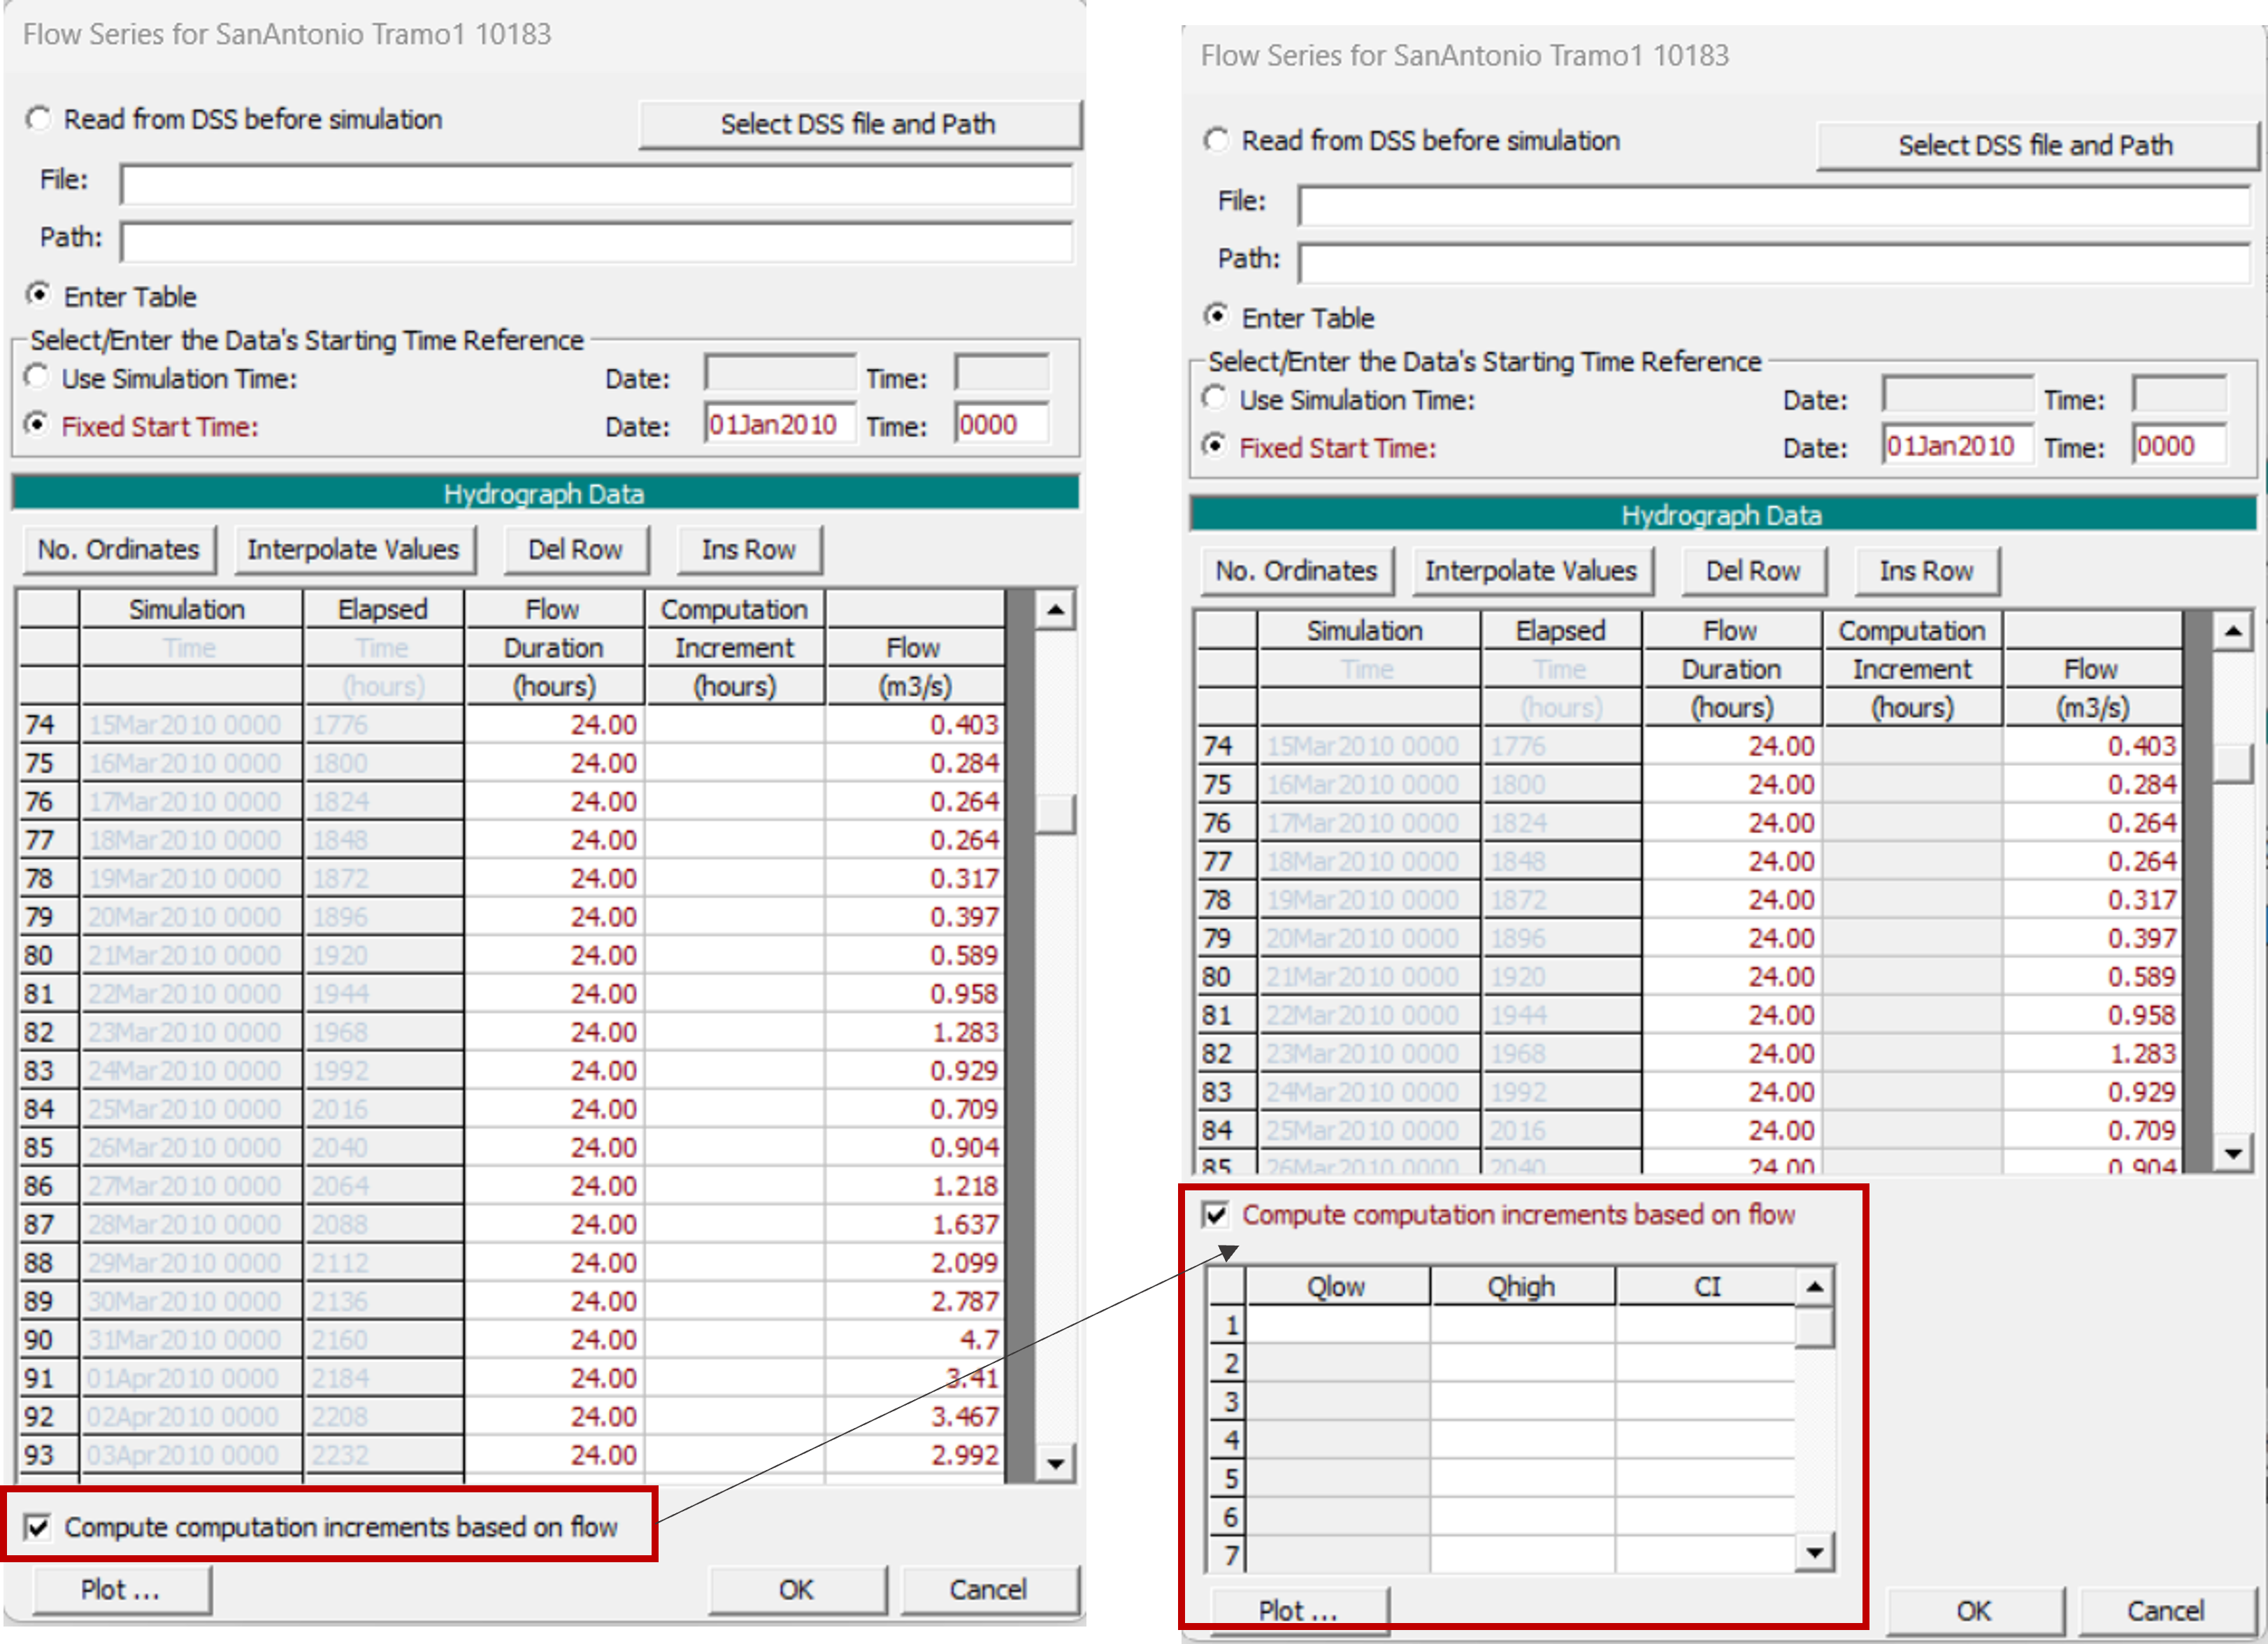 Flow Series for SanAntonio Tramo1 10183
Read from DSS before simulation Select DSS file and Path
File:
Path:
Enter Table
Select/Enter the Data's Starting Time Reference
Use Simulation Time: Date: Time:
Fixed Start Time: Date: 01Jan2010 Time: 0000
Hydrograph Data
No. Ordinates Interpolate Values Del Row Ins Row
Simulation Elapsed Flow Computation
Time Time Duration Increment Flow
(hours) (hours) (hours) (m3/s)
74 15Mar2010 0000 1776 24.00 0.403
75 16Mar2010 0000 1800 24.00 0.284
76 17Mar2010 0000 1824 24.00 0.264
77 18Mar2010 0000 1848 24.00 0.264
78 19Mar2010 0000 1872 24.00 0.317
79 20Mar2010 0000 1896 24.00 0.397
80 21Mar2010 0000 1920 24.00 0.589
81 22Mar2010 0000 1944 24.00 0.958
82 23Mar2010 0000 1968 24.00 1.283
83 24Mar2010 0000 1992 24.00 0.929
84 25Mar2010 0000 2016 24.00 0.709
85 26Mar2010 0000 2040 24.00 0.904
86 27Mar2010 0000 2064 24.00 1.218
87 28Mar2010 0000 2088 24.00 1.637
88 29Mar2010 0000 2112 24.00 2.099
89 30Mar2010 0000 2136 24.00 2.787
90 31Mar2010 0000 2160 24.00 4.7
91 01Apr2010 0000 2184 24.00 3.41
92 02Apr2010 0000 2208 24.00 3.467
93 03Apr2010 0000 2232 24.00 2.992
Compute computation increments based on flow
Plot ... OK Cancel
Flow Series for SanAntonio Tramo1 10183
Read from DSS before simulation Select DSS file and Path
File:
Path:
Enter Table
Select/Enter the Data's Starting Time Reference
Use Simulation Time: Date: Time:
Fixed Start Time: Date: 01Jan2010 Time: 0000
Hydrograph Data
No. Ordinates Interpolate Values Del Row Ins Row
Simulation Elapsed Flow Computation
Time Time Duration Increment Flow
(hours) (hours) (hours) (m3/s)
74 15Mar2010 0000 1776 24.00 0.403
75 16Mar2010 0000 1800 24.00 0.284
76 17Mar2010 0000 1824 24.00 0.264
77 18Mar2010 0000 1848 24.00 0.264
78 19Mar2010 0000 1872 24.00 0.317
79 20Mar2010 0000 1896 24.00 0.397
80 21Mar2010 0000 1920 24.00 0.589
81 22Mar2010 0000 1944 24.00 0.958
82 23Mar2010 0000 1968 24.00 1.283
83 24Mar2010 0000 1992 24.00 0.929
84 25Mar2010 0000 2016 24.00 0.709
85 26Mar2010 0000 2040 24.00 0.904
Compute computation increments based on flow
Qlow Qhigh CI
1
2
3
4
5
6
7
Plot ... OK Cancel